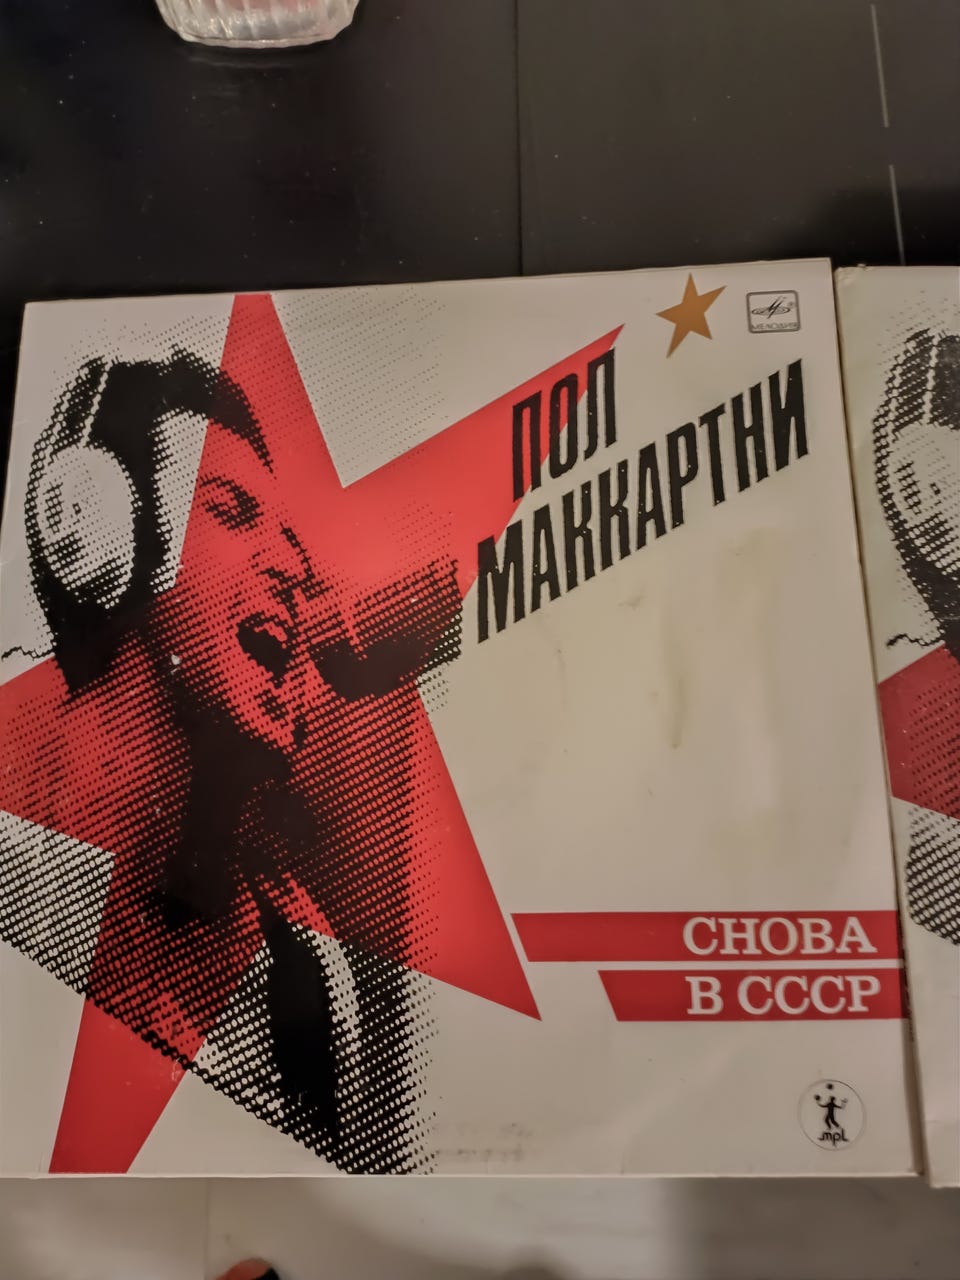 МЕЛОДИЯ
ПОЛ
МАККАРТНИ
СНОВА
В СССР
mpl